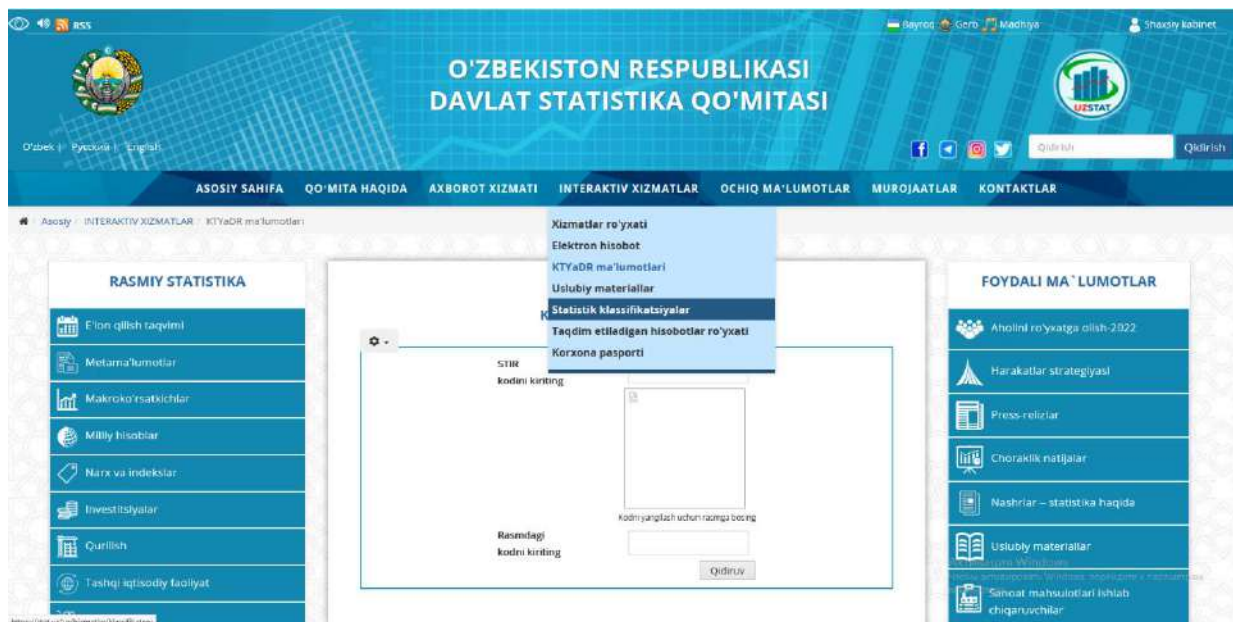 RSS
Bayroq Gerb Madhiya
Shaxsiy kabinet
O'ZBEKISTON RESPUBLIKASI
DAVLAT STATISTIKA QO'MITASI
UZSTAT
O'zbek | Русский | English
Qidirish
Qidirish
ASOSIY SAHIFA QO'MITA HAQIDA AXBOROT XIZMATI INTERAKTIV XIZMATLAR OCHIQ MA'LUMOTLAR MUROJAATLAR KONTAKTLAR
Asosiy / INTERAKTIV XIZMATLAR / KTYaDR ma'lumotlari
Xizmatlar ro'yxati
Elektron hisobot
KTYaDR ma'lumotlari
Uslubiy materiallar
Statistik klassifikatsiyalar
Taqdim etiladigan hisobotlar ro'yxati
Korxona pasporti
RASMIY STATISTIKA
E'lon qilish taqvimi
Metama'lumotlar
Makroko'rsatkichlar
Milliy hisoblar
Narx va indekslar
Investitsiyalar
Qurilish
Tashqi iqtisodiy faoliyat
K
STIR
kodini kiriting
Kodni yangilash uchun rasmga bosing
Rasmdagi
kodni kiriting
Qidiruv
FOYDALI MA`LUMOTLAR
Aholini ro'yxatga olish-2022
Harakatlar strategiyasi
Press-relizlar
Choraklik natijalar
Nashrlar – statistika haqida
Uslubiy materiallar
Sanoat mahsulotlari ishlab
chiqaruvchilar